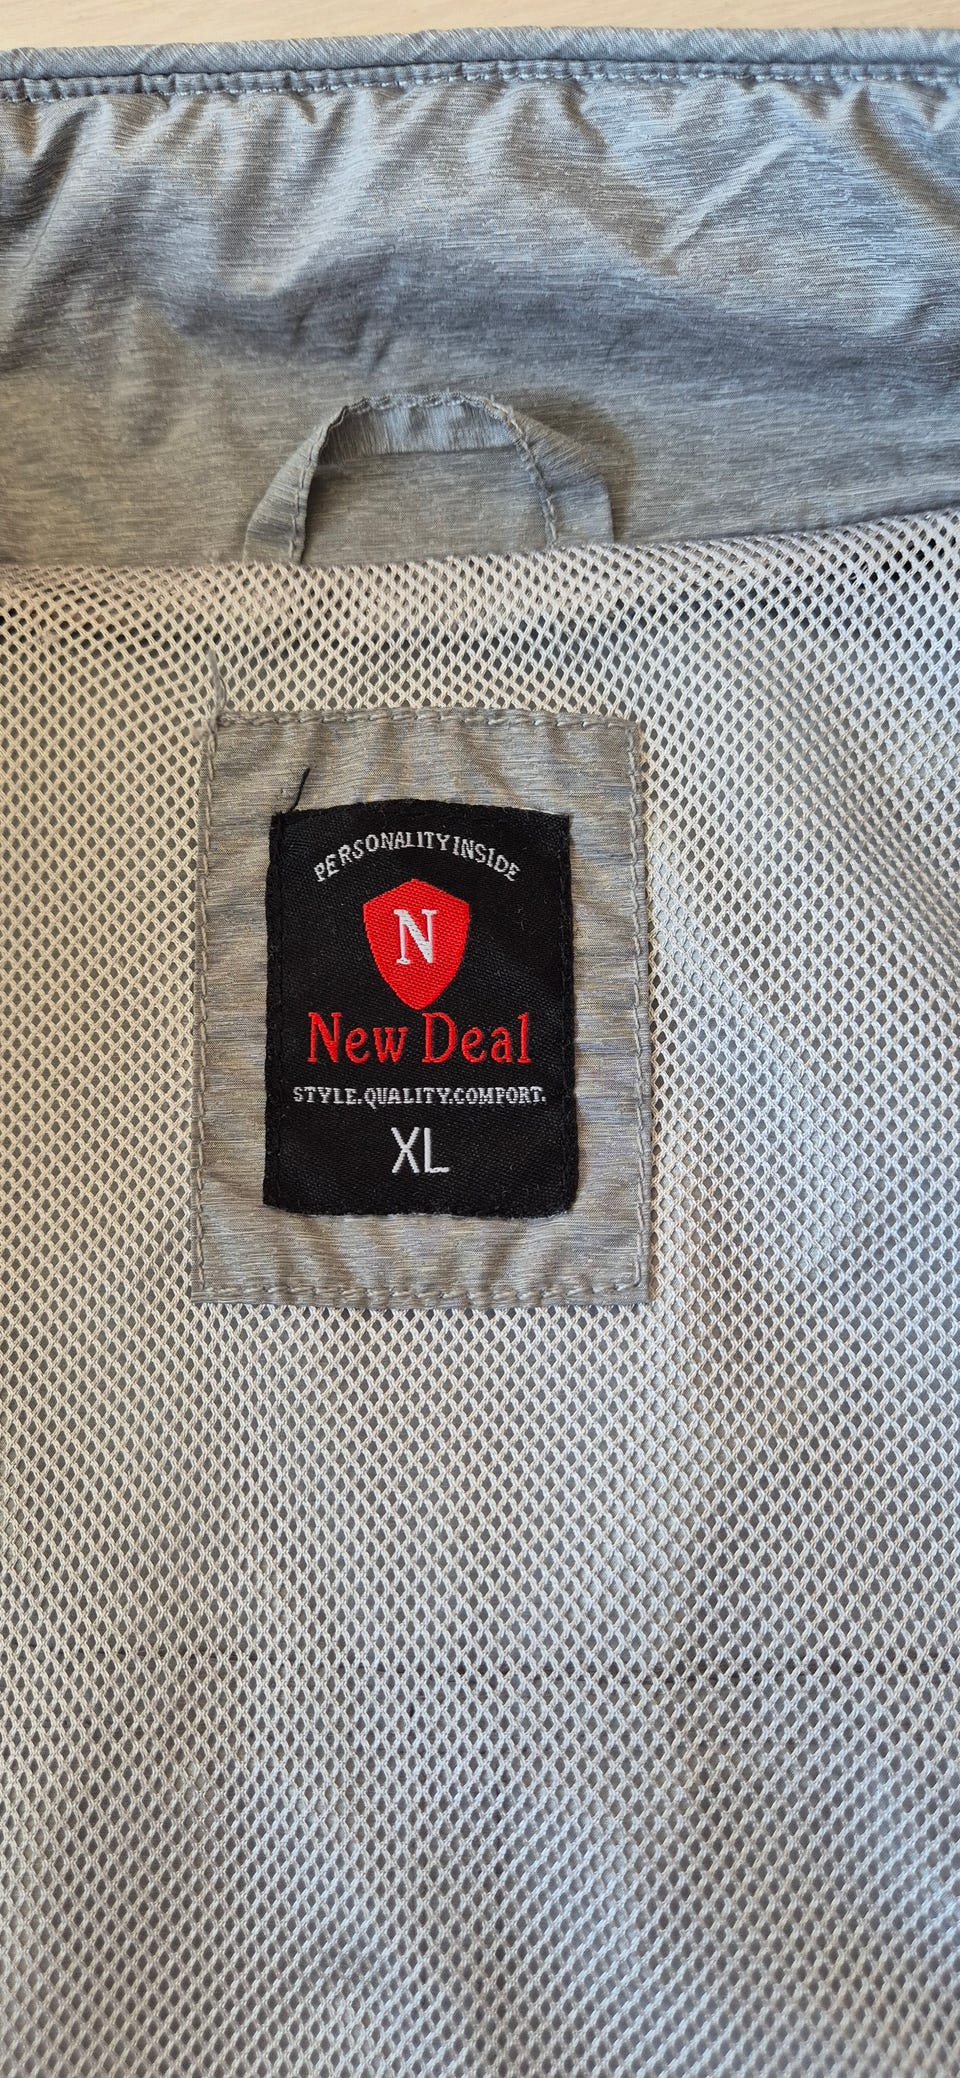 PERSONALITY INSIDE
N
New Deal
STYLE.QUALITY.COMPORT.
XL